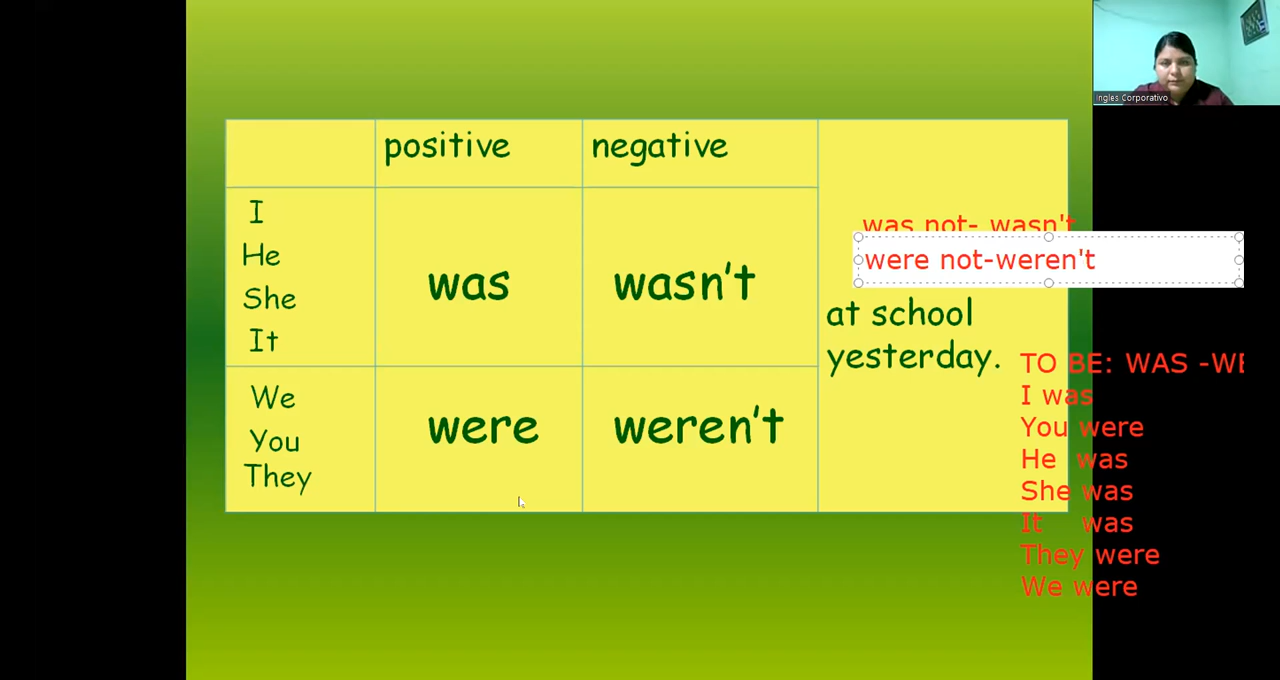 Ingles Corporativo
positive
negative
I
He
She
It
was
wasn't
We
You
They
were
weren't
was not- wasn't
were not-weren't
at school
yesterday.
TO BE: WAS -WE
I was
You were
He was
She was
It was
They were
We were